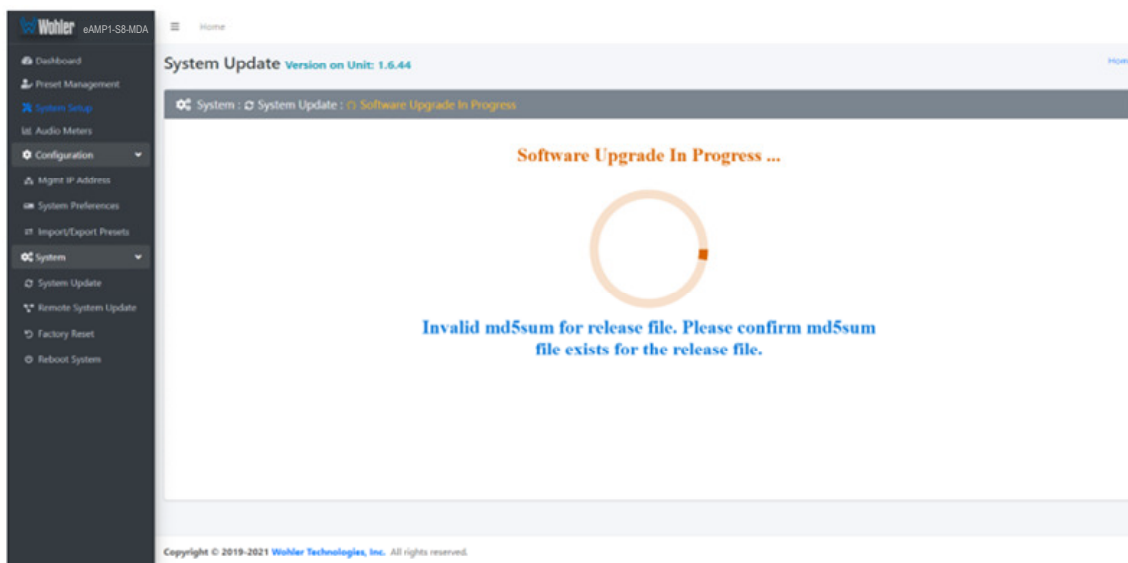 Wohler eAMP1-S8-MDA
Home
Dashboard
Preset Management
System Setup
Audio Meters
Configuration
Mgmt IP Address
System Preferences
Import/Export Presets
System
System Update
Remote System Update
Factory Reset
Reboot System
System Update Version on Unit: 1.6.44
Hom
System : System Update : Software Upgrade In Progress
Software Upgrade In Progress ...
Invalid md5sum for release file. Please confirm md5sum
file exists for the release file.
Copyright © 2019-2021 Wohler Technologies, Inc. All rights reserved.